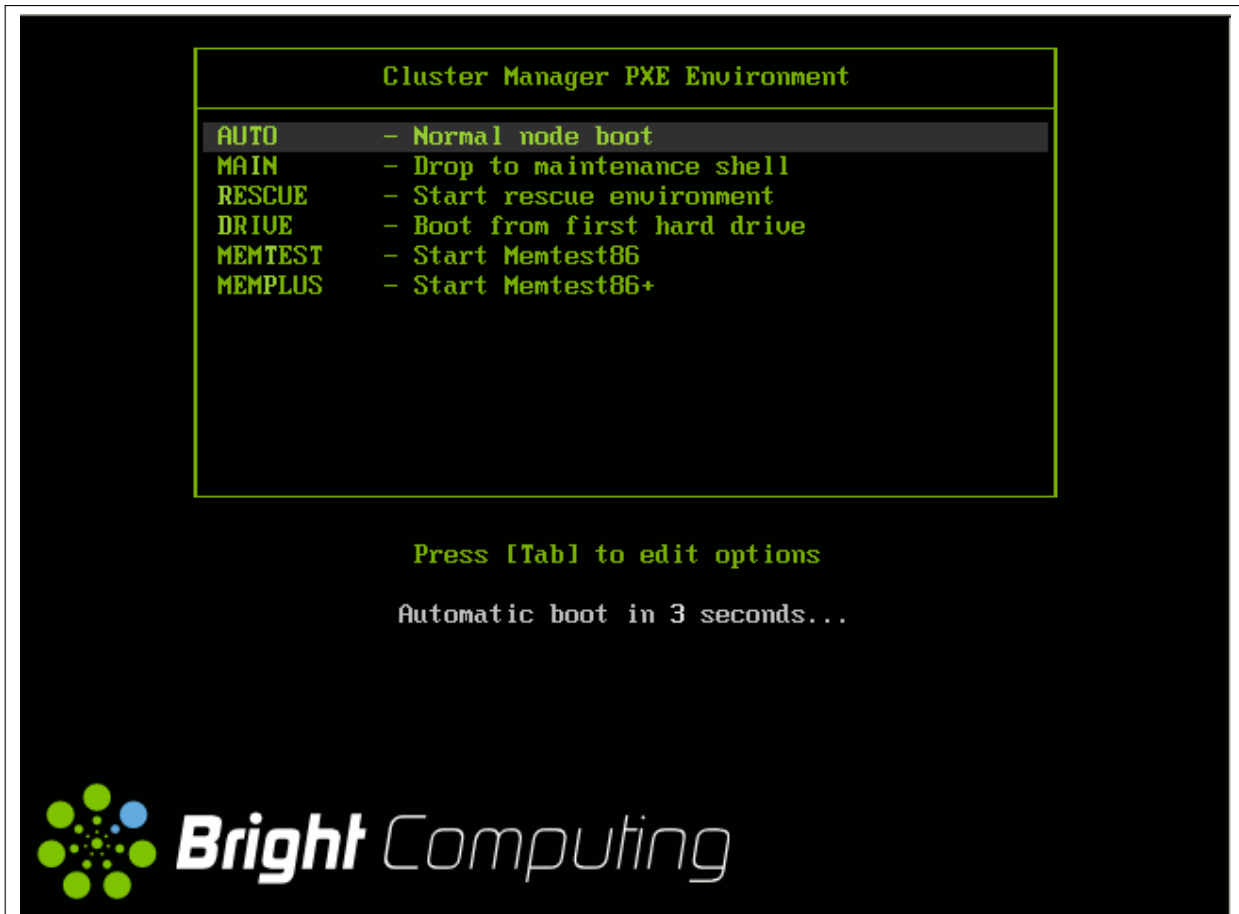 Cluster Manager PXE Environment
AUTO - Normal node boot
MAIN - Drop to maintenance shell
RESCUE - Start rescue environment
DRIVE - Boot from first hard drive
MEMTEST - Start Memtest86
MEMPLUS - Start Memtest86+
Press [Tab] to edit options
Automatic boot in 3 seconds...
Bright Computing